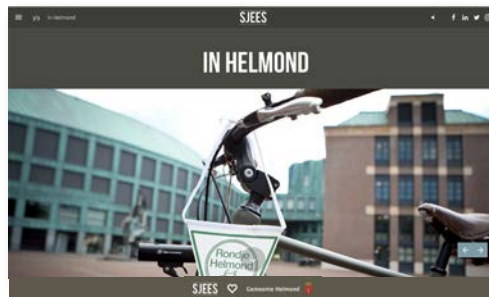 In Helmond
SJEES
IN HELMOND
Rondje
Helmond
SJEES
Gemeente Helmond